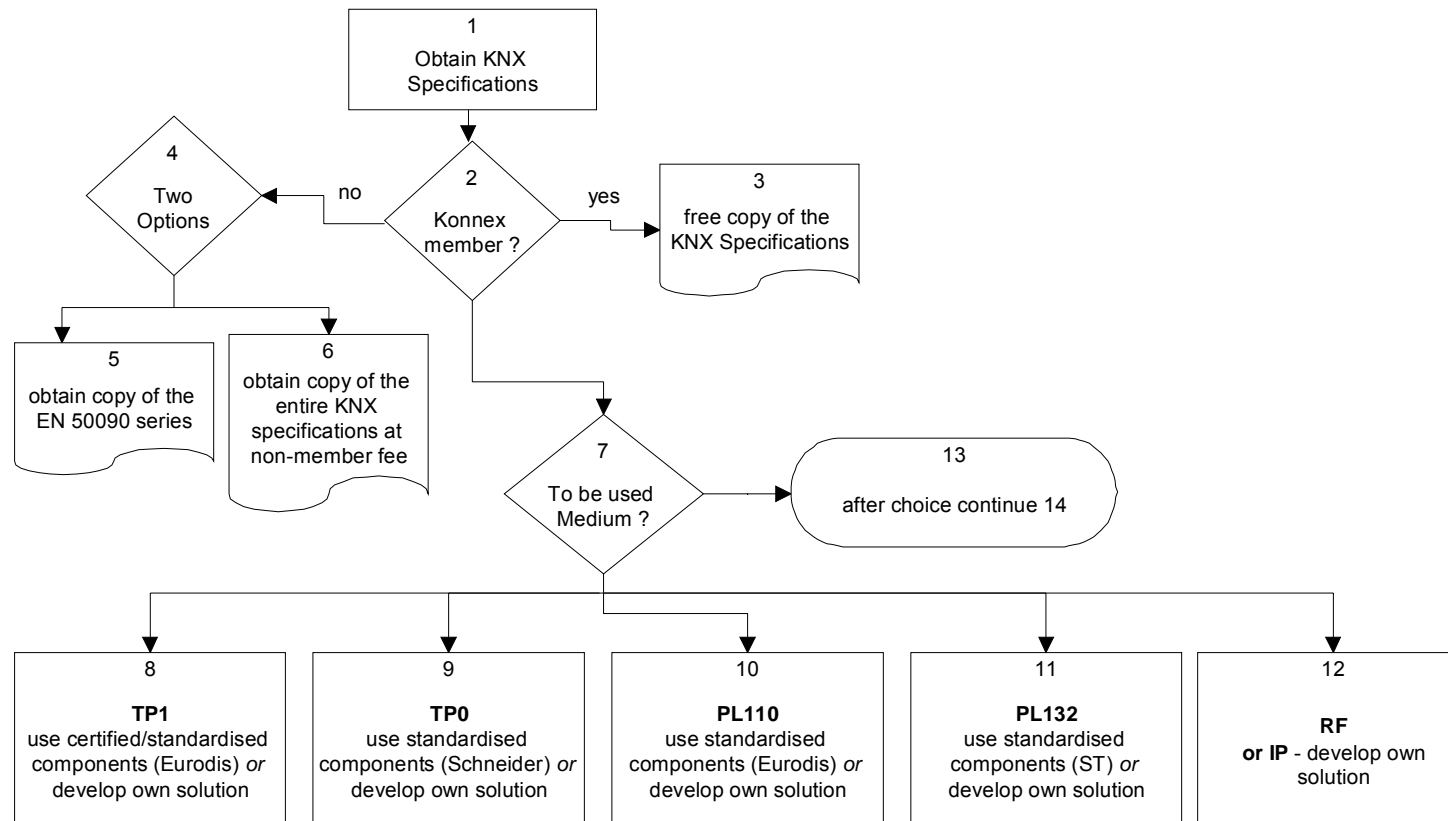 1
Obtain KNX
Specifications
4
Two
Options
no
2
Konnex
member ?
yes
3
free copy of the
KNX Specifications
5
obtain copy of the
EN 50090 series
6
obtain copy of the
entire KNX
specifications at
non-member fee
7
To be used
Medium ?
13
after choice continue 14
8
TP1
use certified/standardised
components (Eurodis) or
develop own solution
9
TP0
use standardised
components (Schneider) or
develop own solution
10
PL110
use standardised
components (Eurodis) or
develop own solution
11
PL132
use standardised
components (ST) or
develop own solution
12
RF
or IP - develop own
solution